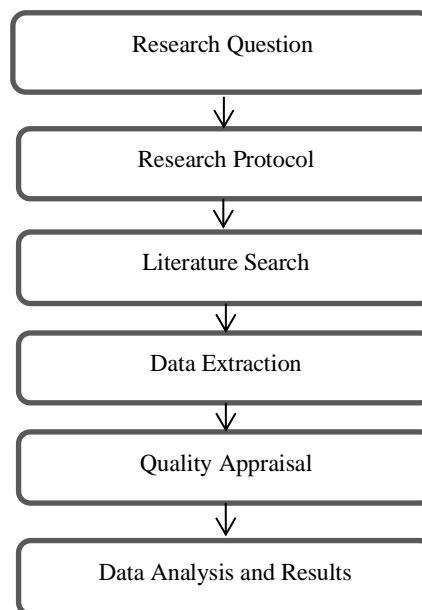 Research Question
Research Protocol
Literature Search
Data Extraction
Quality Appraisal
Data Analysis and Results